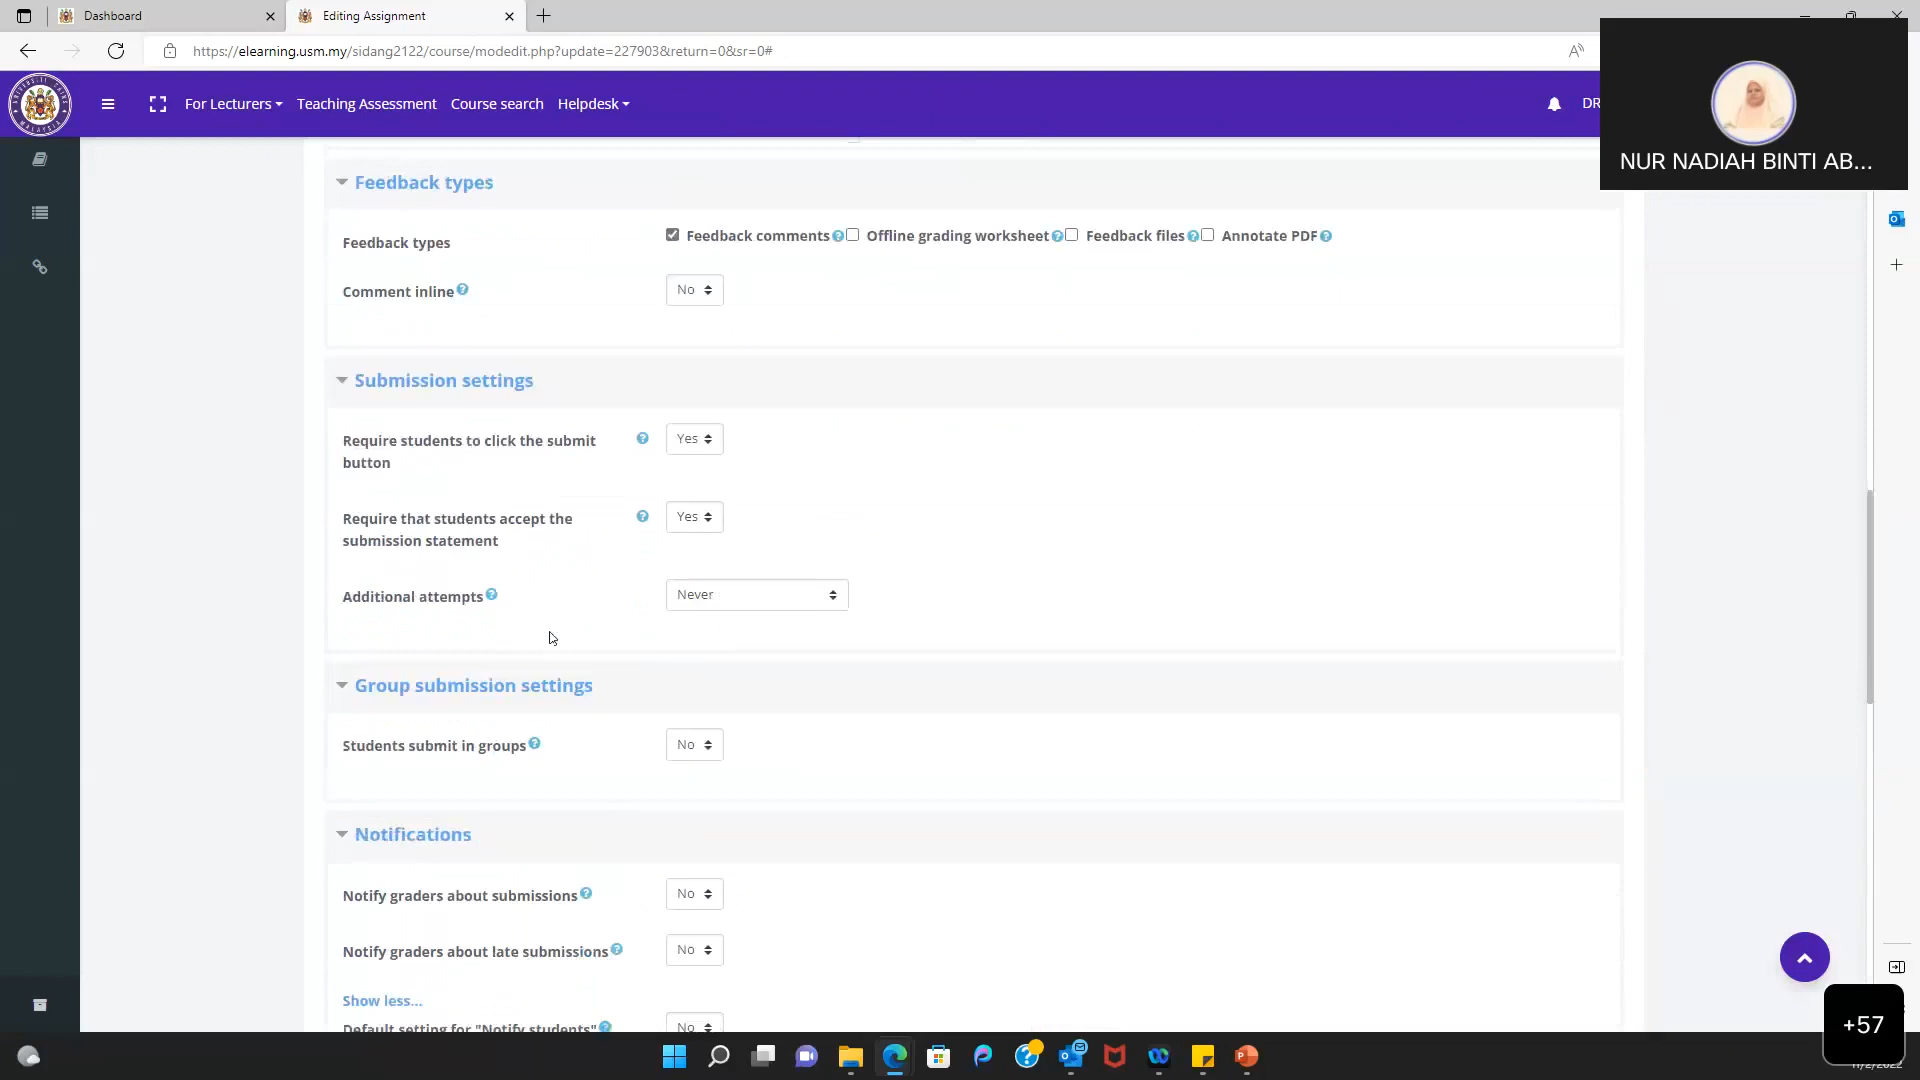 Dashboard
Editing Assignment
https://elearning.usm.my/sidang2122/course/modedit.php?update=227903&return=0&sr=0#
For Lecturers
Teaching Assessment
Course search
Helpdesk
DR
NUR NADIAH BINTI AB...
Feedback types
Feedback types
Feedback comments
Offline grading worksheet
Feedback files
Annotate PDF
Comment inline
No
Submission settings
Require students to click the submit
button
Yes
Require that students accept the
submission statement
Yes
Additional attempts
Never
Group submission settings
Students submit in groups
No
Notifications
Notify graders about submissions
No
Notify graders about late submissions
No
Show less...
Default setting for "Notify students"
No
+57